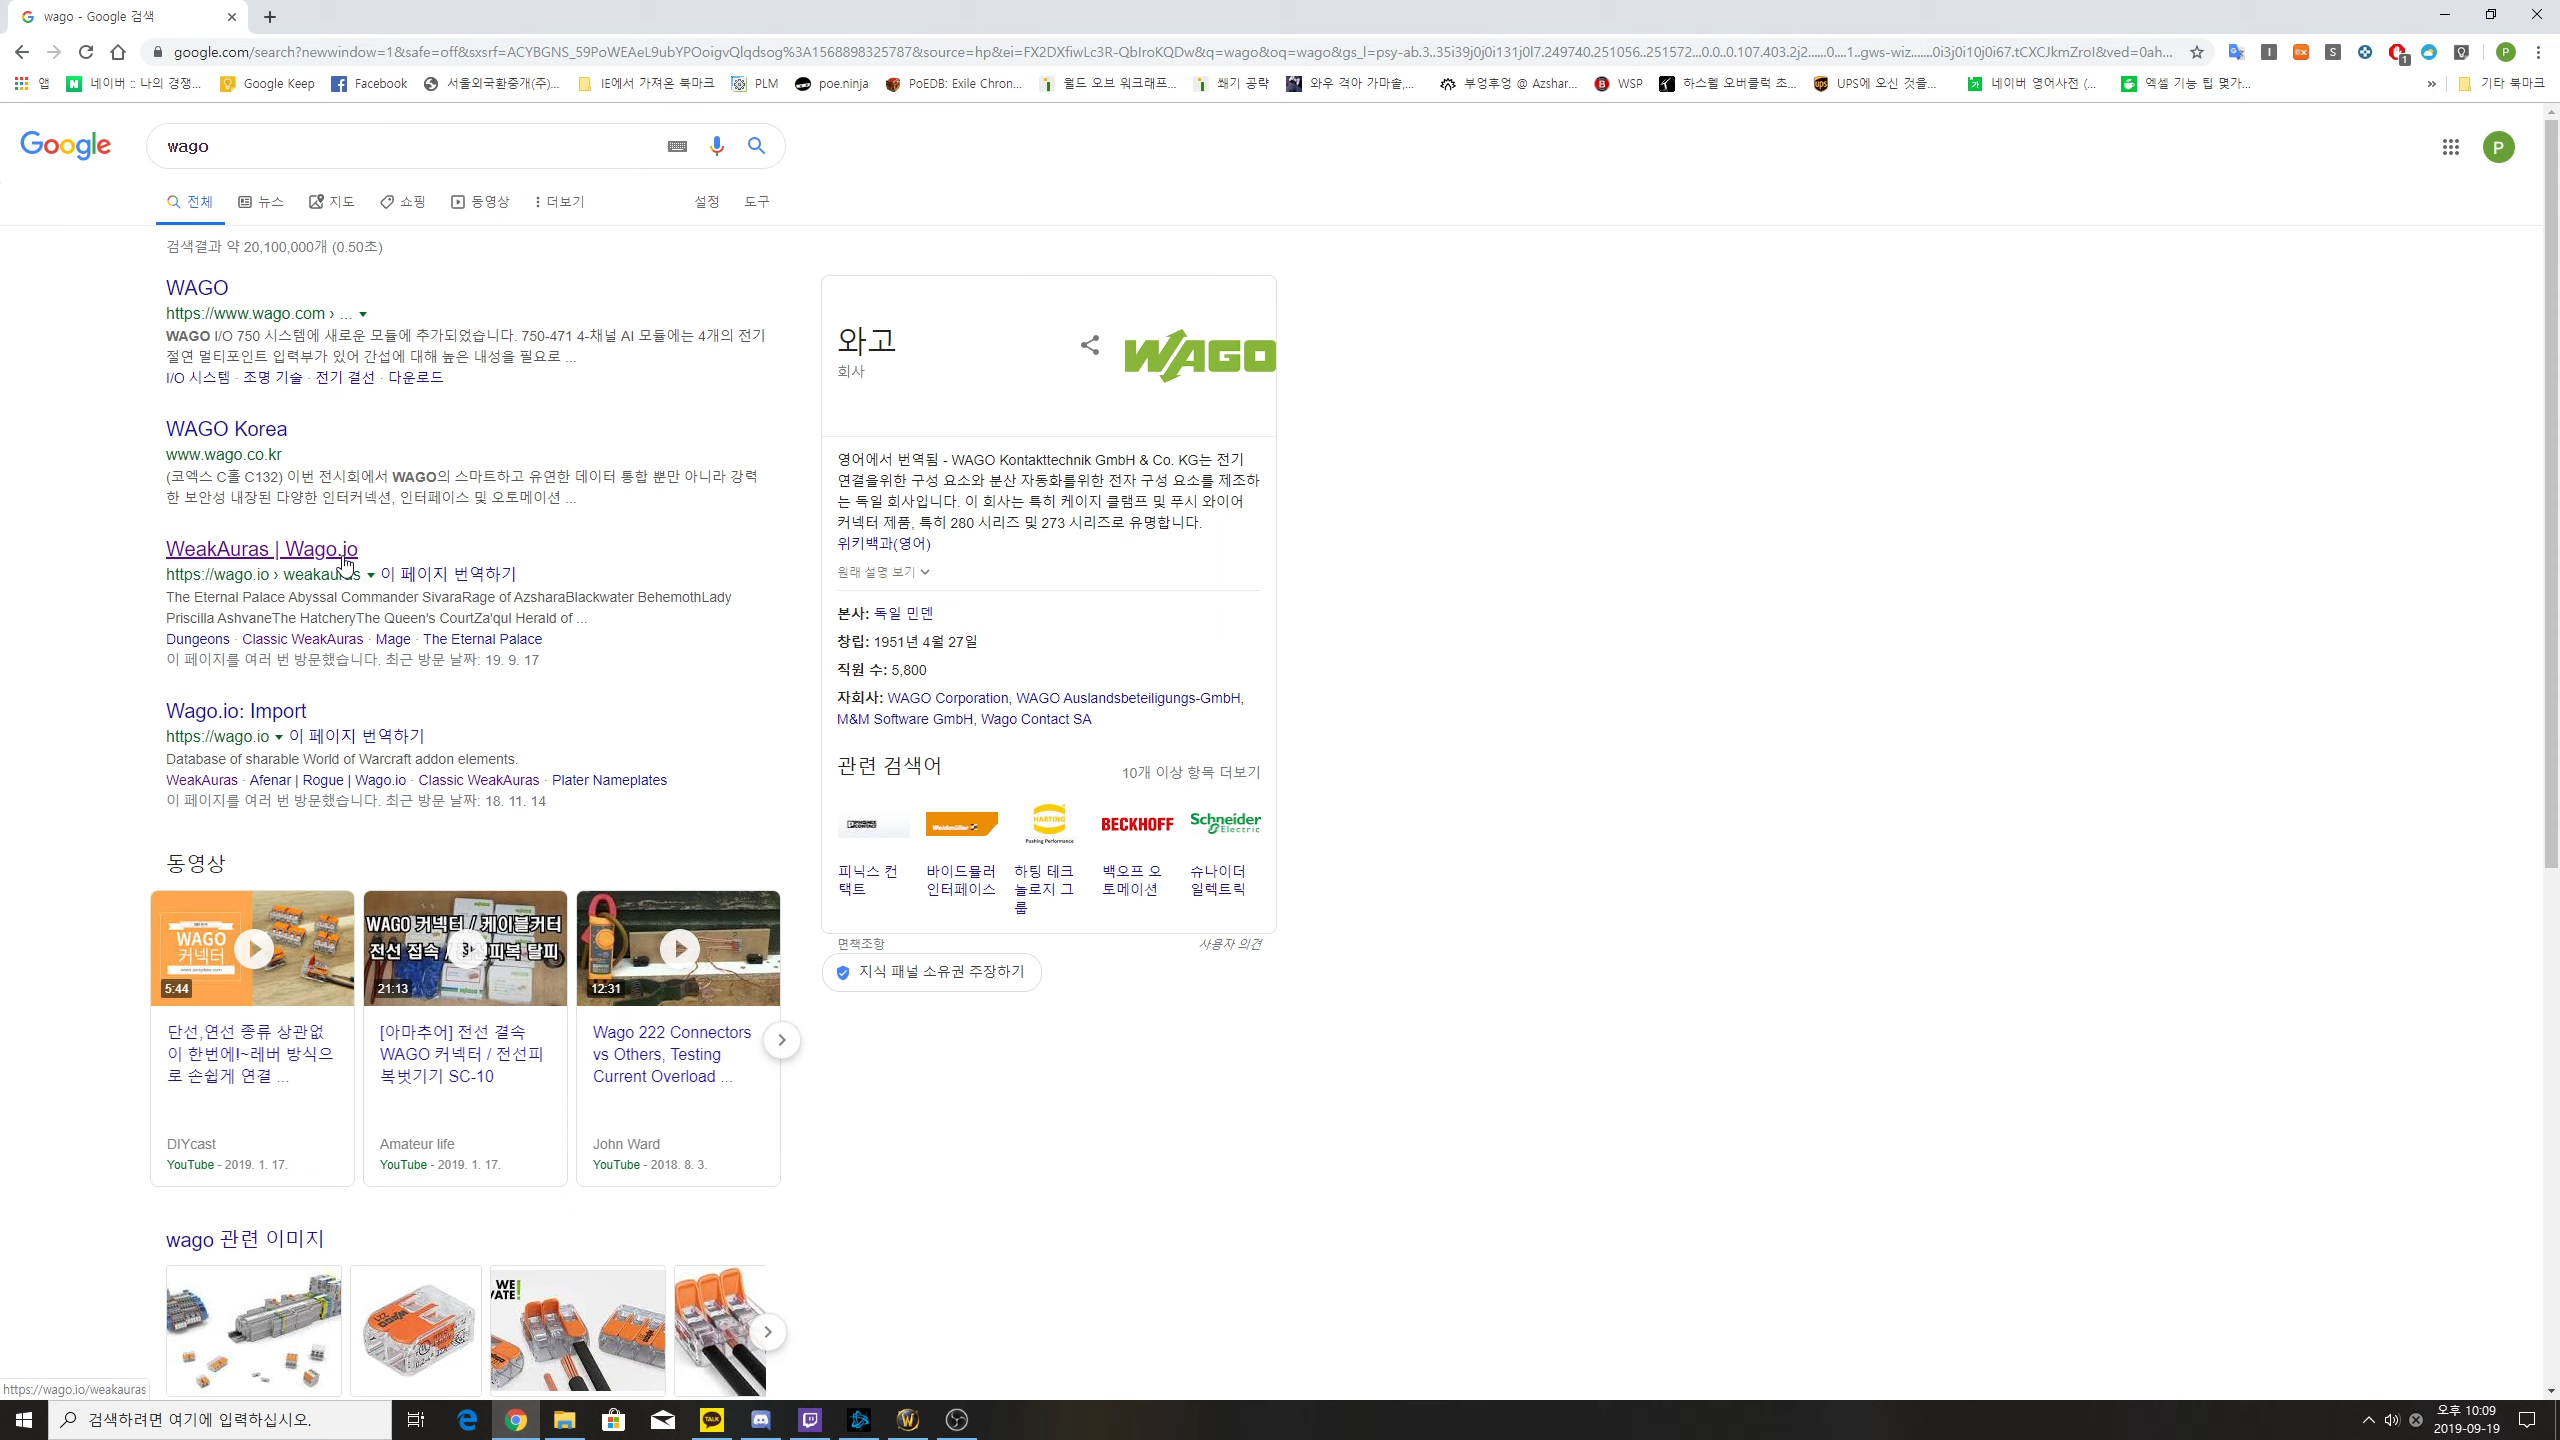 wago - Google 검색
google.com/search?newwindow=1&safe=off&sxsrf=ACYBGNS_59PoWEAeL9ubYPOoigvQlqdsog%3A1568898325787&source=hp&ei=FX2DXfiwLc3R-QbIroKQDw&q=wago&oq=wago&gs_l=psy-ab.3..35i39j0j0i131j0l7.249740.251056..251572...0.0..0.107.403.2j2......0....1..gws-wiz.......0i3j0i10j0i67.tCXCJkmZroI&ved=0ah...
앱 네이버 :: 나의 경쟁... Google Keep Facebook 서울외국환중개(주)... IE에서 가져온 북마크 PLM poe.ninja PoEDB: Exile Chron... 월드 오브 워크래프... 쐐기 공략 와우 격아 가마솥,... 부엉후엉 @ Azshar... WSP 하스웰 오버클럭 초... UPS에 오신 것을... 네이버 영어사전 (... 엑셀 기능 팁 몇가... » 기타 북마크
Google
wago
P
전체 뉴스 지도 쇼핑 동영상 더보기 설정 도구
검색결과 약 20,100,000개 (0.50초)
WAGO
https://www.wago.com › ...
WAGO I/O 750 시스템에 새로운 모듈에 추가되었습니다. 750-471 4-채널 AI 모듈에는 4개의 전기
절연 멀티포인트 입력부가 있어 간섭에 대해 높은 내성을 필요로 ...
I/O 시스템 · 조명 기술 · 전기 결선 · 다운로드
WAGO Korea
www.wago.co.kr
(코엑스 C홀 C132) 이번 전시회에서 WAGO의 스마트하고 유연한 데이터 통합 뿐만 아니라 강력
한 보안성 내장된 다양한 인터커넥션, 인터페이스 및 오토메이션 ...
WeakAuras | Wago.io
https://wago.io › weakauras 이 페이지 번역하기
The Eternal Palace Abyssal Commander SivaraRage of AzsharaBlackwater BehemothLady
Priscilla AshvaneThe HatcheryThe Queen's CourtZa'qul Herald of ...
Dungeons · Classic WeakAuras · Mage · The Eternal Palace
이 페이지를 여러 번 방문했습니다. 최근 방문 날짜: 19. 9. 17
Wago.io: Import
https://wago.io 이 페이지 번역하기
Database of sharable World of Warcraft addon elements.
WeakAuras · Afenar | Rogue | Wago.io · Classic WeakAuras · Plater Nameplates
이 페이지를 여러 번 방문했습니다. 최근 방문 날짜: 18. 11. 14
동영상
WAGO
커넥터
5:44
WAGO 커넥터 / 케이블커터
전선 접속 / 전선피복 탈피
21:13
12:31
단선,연선 종류 상관없
이 한번에!~레버 방식으
로 손쉽게 연결 ...
DIYcast
YouTube - 2019. 1. 17.
[아마추어] 전선 결속
WAGO 커넥터 / 전선피
복벗기기 SC-10
Amateur life
YouTube - 2019. 1. 17.
Wago 222 Connectors
vs Others, Testing
Current Overload ...
John Ward
YouTube - 2018. 8. 3.
wago 관련 이미지
WAGO
221
WE
VATE!
와고
회사
WAGO
영어에서 번역됨 - WAGO Kontakttechnik GmbH & Co. KG는 전기
연결을위한 구성 요소와 분산 자동화를위한 전자 구성 요소를 제조하
는 독일 회사입니다. 이 회사는 특히 케이지 클램프 및 푸시 와이어
커넥터 제품, 특히 280 시리즈 및 273 시리즈로 유명합니다.
위키백과(영어)
원래 설명 보기
본사: 독일 민덴
창립: 1951년 4월 27일
직원 수: 5,800
자회사: WAGO Corporation, WAGO Auslandsbeteiligungs-GmbH,
M&M Software GmbH, Wago Contact SA
관련 검색어
10개 이상 항목 더보기
PHOENIX CONTACT
Weidmüller
HARTING
Pushing Performance
BECKHOFF
Schneider
Electric
피닉스 컨
택트
바이드뮬러
인터페이스
하팅 테크
놀로지 그
룹
백오프 오
토메이션
슈나이더
일렉트릭
면책조항
사용자 의견
지식 패널 소유권 주장하기
https://wago.io/weakauras
검색하려면 여기에 입력하십시오.
TALK
오후 10:09
2019-09-19